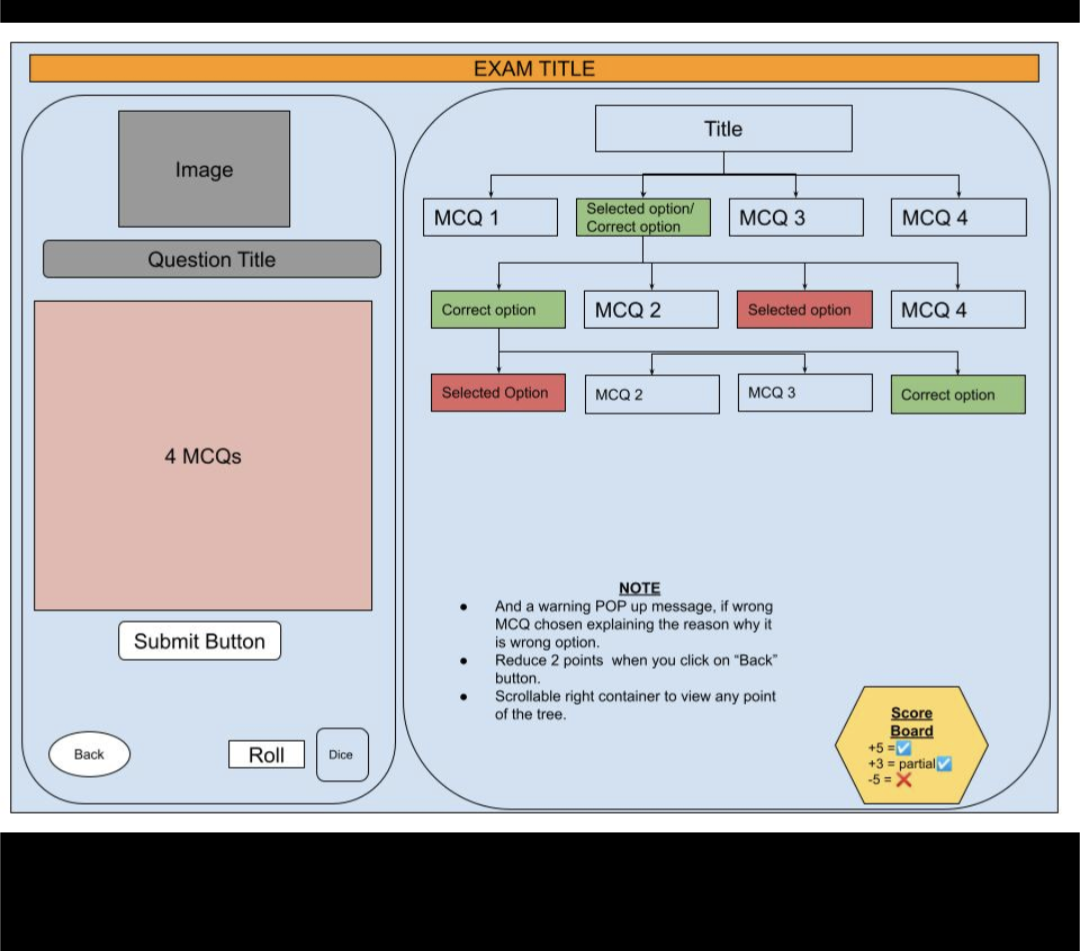 EXAM TITLE
Image
Question Title
4 MCQs
Submit Button
Back
Roll
Dice
Title
MCQ 1
Selected option/
Correct option
MCQ 3
MCQ 4
Correct option
MCQ 2
Selected option
MCQ 4
Selected Option
MCQ 2
MCQ 3
Correct option
NOTE
● And a warning POP up message, if wrong
MCQ chosen explaining the reason why it
is wrong option.
● Reduce 2 points  when you click on “Back”
button.
● Scrollable right container to view any point
of the tree.
Score
Board
+5 =☑️
+3 = partial☑️
-5 = ❌